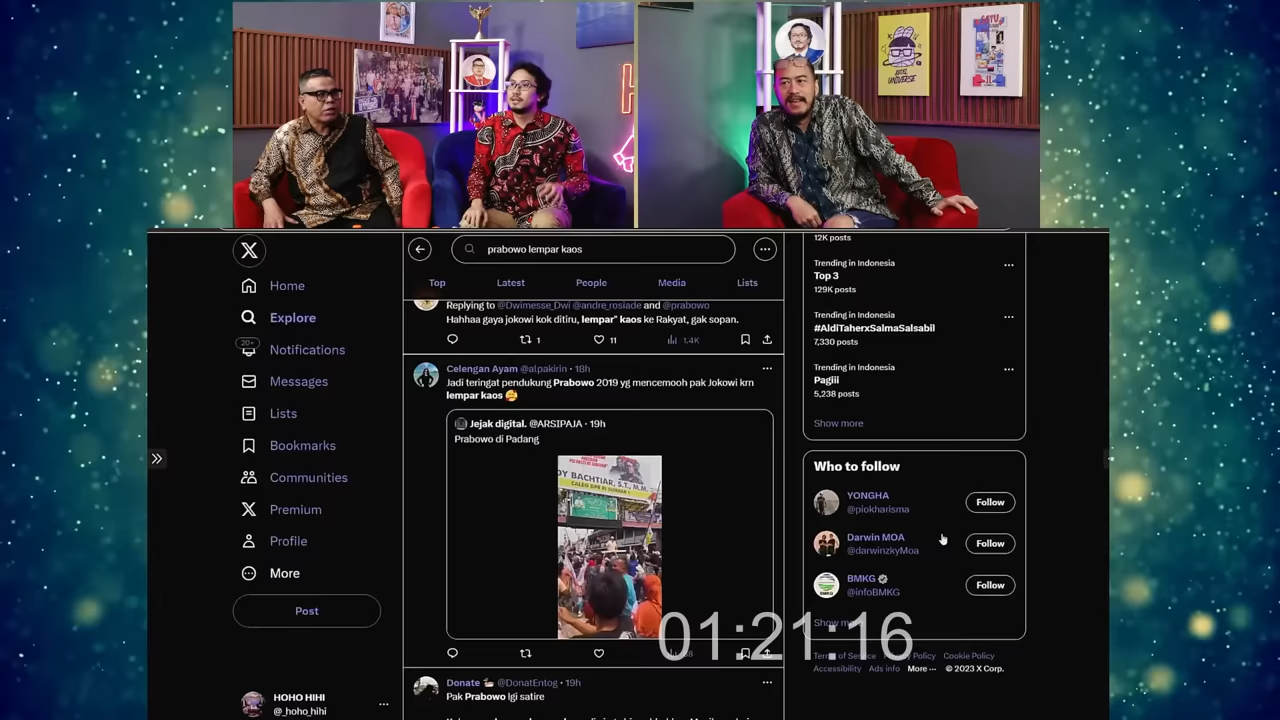 X
prabowo lempar kaos
Top
Latest
People
Media
Lists
Home
Explore
20+
Notifications
Messages
Lists
Bookmarks
Communities
Premium
Profile
More
Post
HOHO HIHI
@_hoho_hihi
Replying to @Dwimesse_Dwi @andre_rosiade and @prabowo
Hahhaa gaya jokowi kok ditiru, lempar" kaos ke Rakyat, gak sopan.
1
11
1.4K
Celengan Ayam @alpakirin · 18h
Jadi teringat pendukung Prabowo 2019 yg mencemooh pak Jokowi krn
lempar kaos 🥰
Jejak digital. @ARSIPAJA · 19h
Prabowo di Padang
DY BACHTIAR, S.T., M.M.
Donate @DonatEntog · 19h
Pak Prabowo lgi satire
12K posts
Trending in Indonesia
Top 3
129K posts
Trending in Indonesia
#AldiTaherxSalmaSalsabil
7,330 posts
Trending in Indonesia
Pagiii
5,238 posts
Show more
Who to follow
YONGHA
@piokharisma
Follow
Darwin MOA
@darwinzkyMoa
Follow
BMKG
@infoBMKG
Follow
Show more
01:21:16
Terms of Service Privacy Policy Cookie Policy
Accessibility Ads info More ··· © 2023 X Corp.